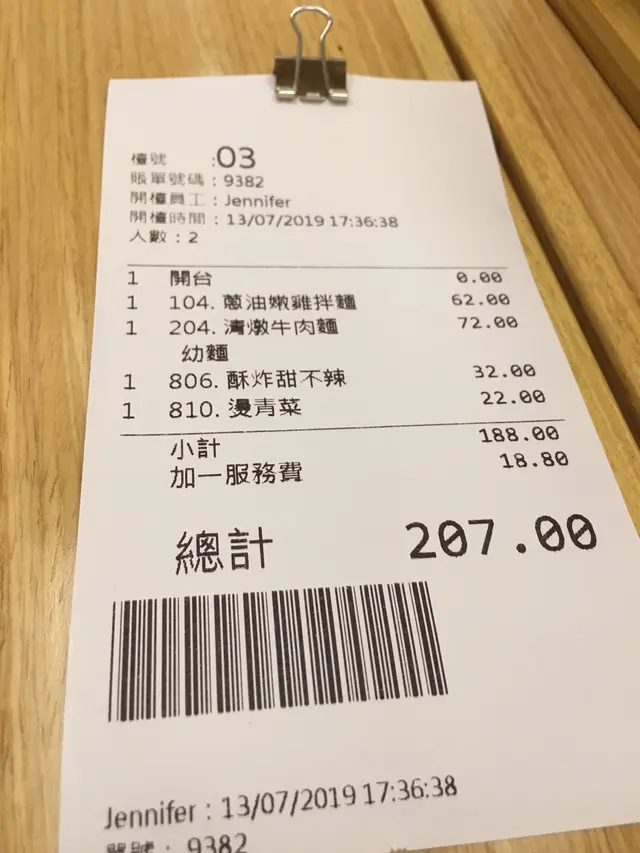 檯號 :03
賬單號碼 : 9382
開檯員工 : Jennifer
開檯時間 : 13/07/2019 17:36:38
人數 : 2
1 開台 0.00
1 104. 蔥油嫩雞拌麵 62.00
1 204. 清燉牛肉麵 72.00
幼麵
1 806. 酥炸甜不辣 32.00
1 810. 燙青菜 22.00
小計 188.00
加一服務費 18.80
總計 207.00
Jennifer : 13/07/2019 17:36:38
單號 : 9382